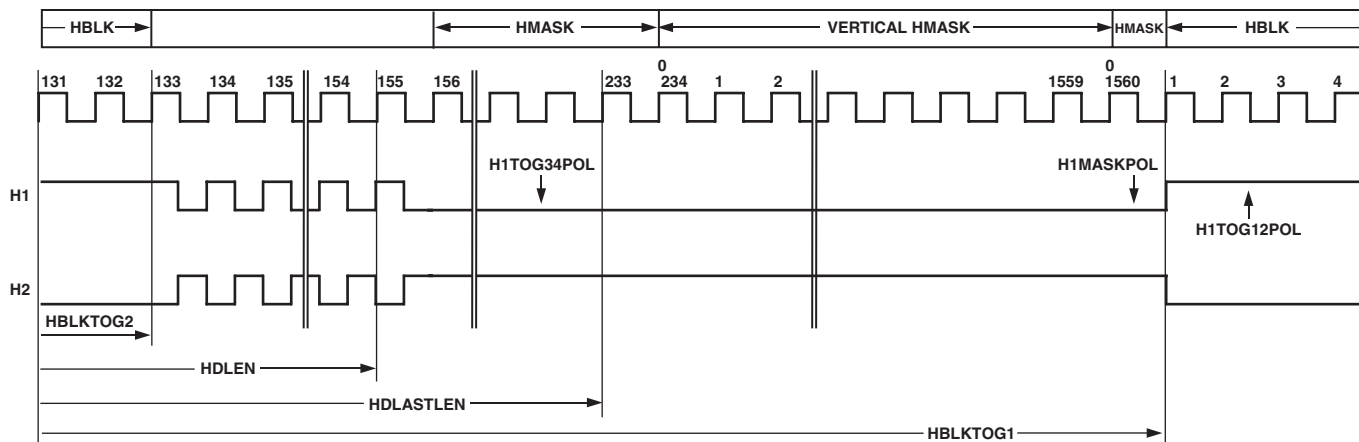 HBLK HMASK VERTICAL HMASK HMASK HBLK
0 0
131 132 133 134 135 154 155 156 233 234 1 2 1559 1560 1 2 3 4
H1TOG34POL H1MASKPOL
H1
H1TOG12POL
H2
HBLKTOG2
HDLEN
HDLASTLEN
HBLKTOG1